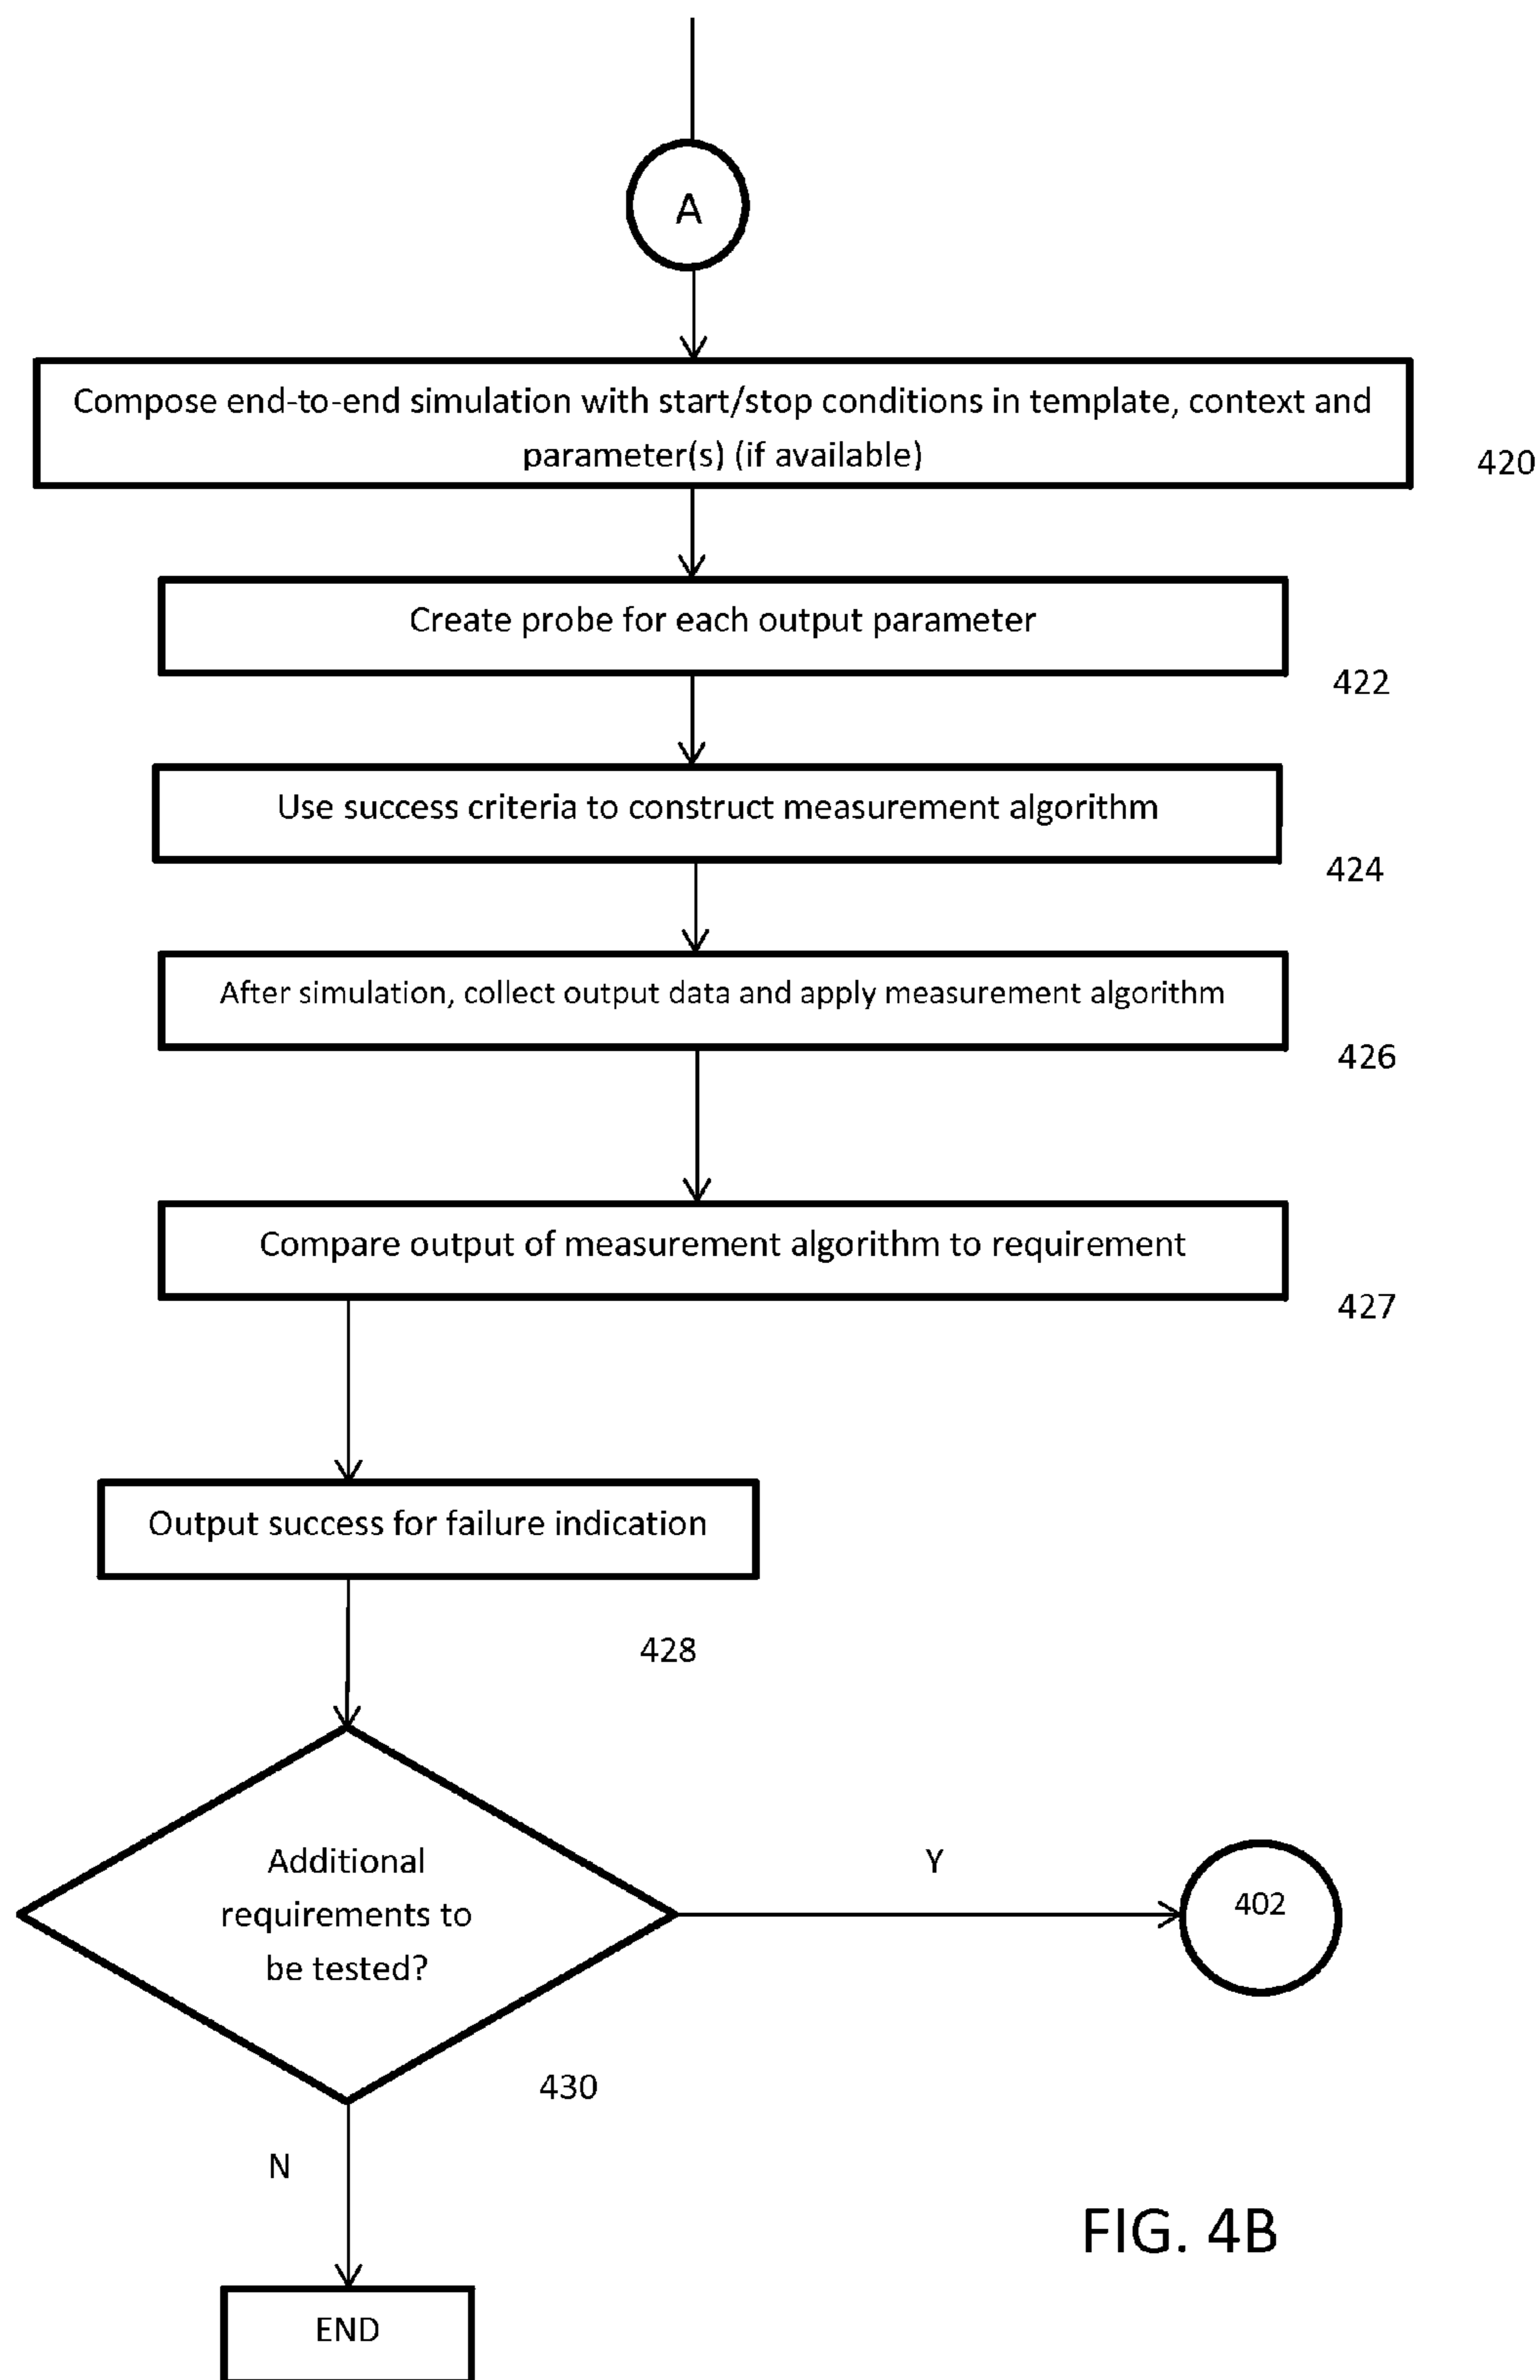 A
Compose end-to-end simulation with start/stop conditions in template, context and
parameter(s) (if available)
420
Create probe for each output parameter
422
Use success criteria to construct measurement algorithm
424
After simulation, collect output data and apply measurement algorithm
426
Compare output of measurement algorithm to requirement
427
Output success for failure indication
428
Additional
requirements to
be tested?
Y
402
430
N
FIG. 4B
END